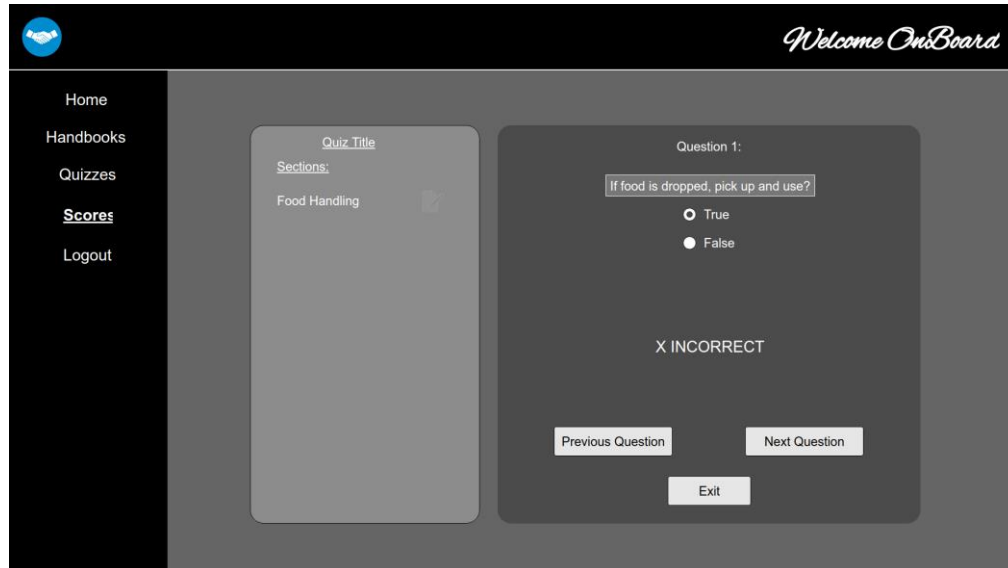 Welcome OnBoard
Home
Handbooks
Quizzes
Scores
Logout
Quiz Title
Sections:
Food Handling
Question 1:
If food is dropped, pick up and use?
True
False
X INCORRECT
Previous Question
Next Question
Exit